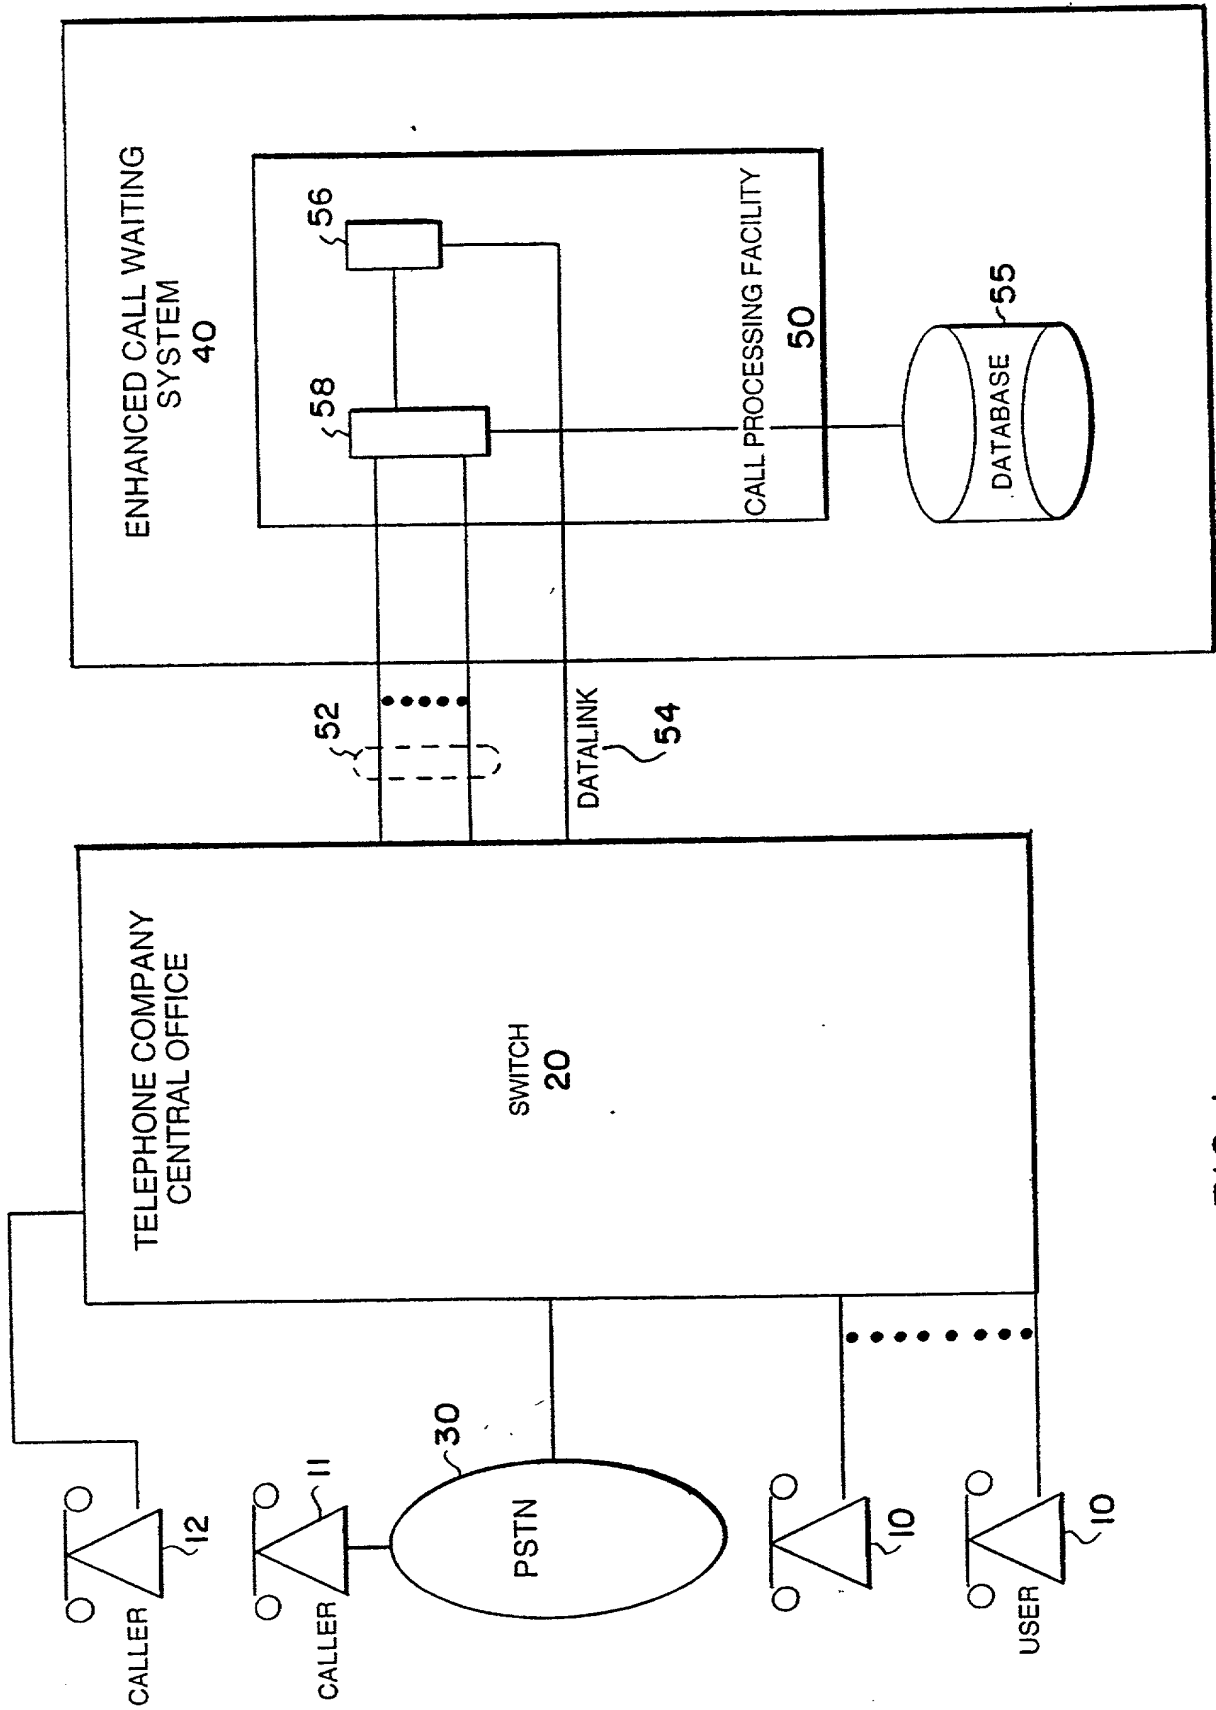 ENHANCED CALL WAITING
SYSTEM
40
56
58
CALL PROCESSING FACILITY
50
DATABASE
55
52
DATALINK
54
TELEPHONE COMPANY
CENTRAL OFFICE
SWITCH
20
CALLER
12
CALLER
11
30
PSTN
10
USER
10